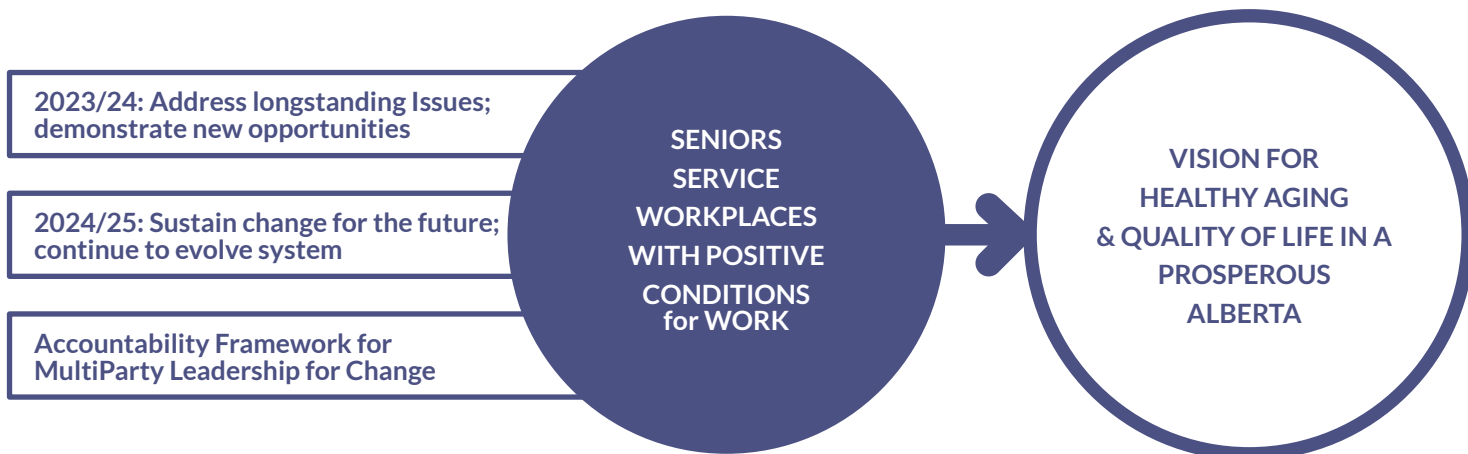 2023/24: Address longstanding Issues;
demonstrate new opportunities
2024/25: Sustain change for the future;
continue to evolve system
Accountability Framework for
MultiParty Leadership for Change
SENIORS
SERVICE
WORKPLACES
WITH POSITIVE
CONDITIONS
for WORK
VISION FOR
HEALTHY AGING
& QUALITY OF LIFE IN A
PROSPEROUS
ALBERTA